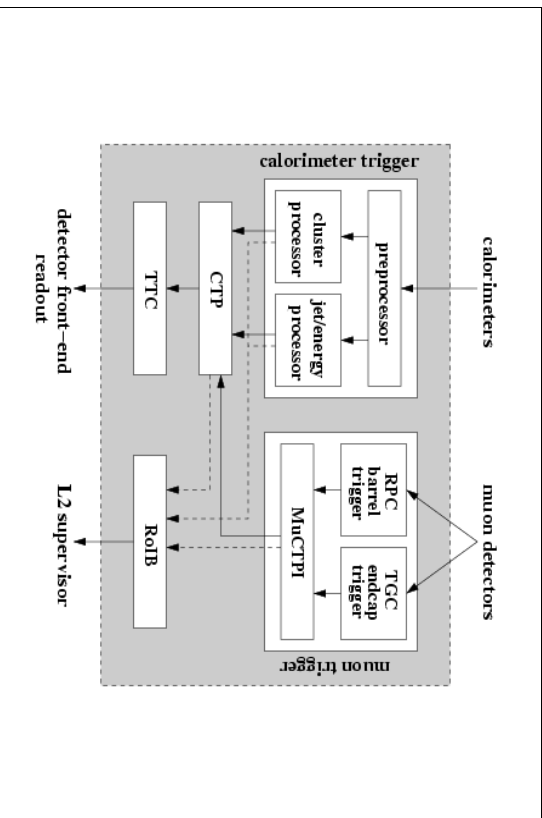 calorimeters
muon detectors
calorimeter trigger
preprocessor
cluster
processor
jet/energy
processor
muon trigger
RPC
barrel
trigger
TGC
endcap
trigger
MuCTPI
CTP
TTC
RoIB
detector front–end
readout
L2 supervisor